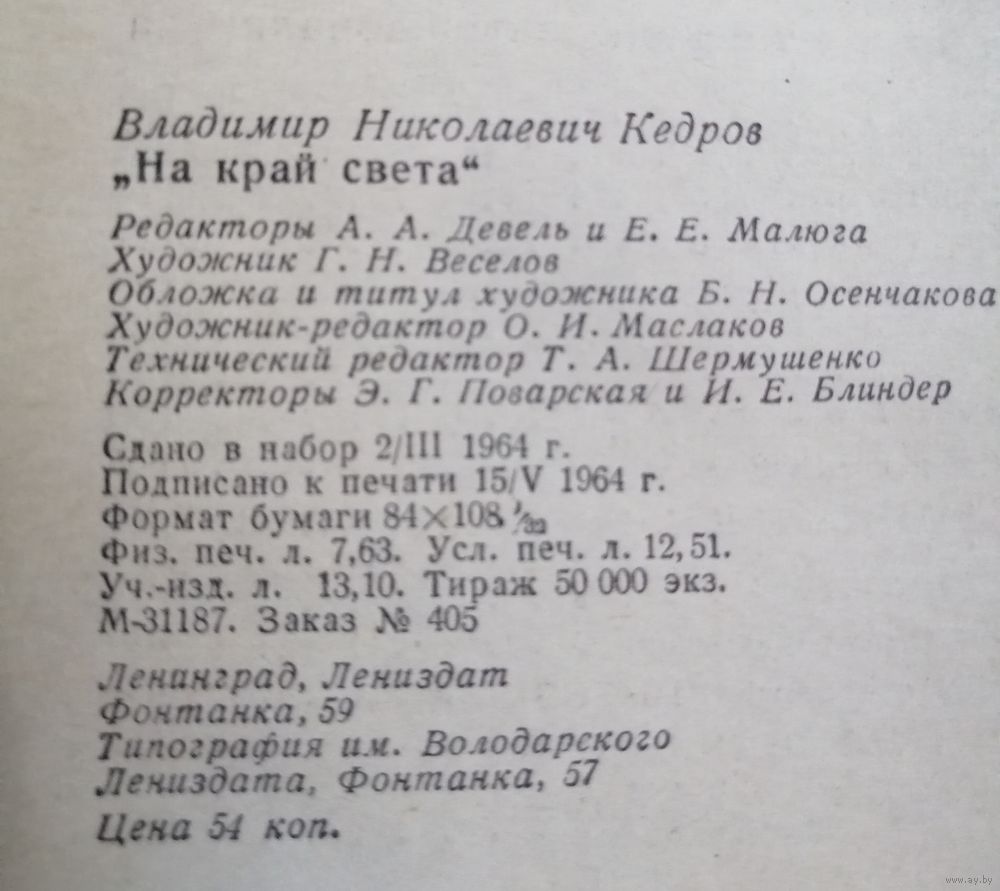 Владимир Николаевич Кедров
„На край света“
Редакторы А. А. Девель и Е. Е. Малюга
Художник Г. Н. Веселов
Обложка и титул художника Б. Н. Осенчакова
Художник-редактор О. И. Маслаков
Технический редактор Т. А. Шермушенко
Корректоры Э. Г. Поварская и И. Е. Блиндер
Сдано в набор 2/III 1964 г.
Подписано к печати 15/V 1964 г.
Формат бумаги 84×108 ¹/₃₂
Физ. печ. л. 7,63. Усл. печ. л. 12,51.
Уч.-изд. л. 13,10. Тираж 50 000 экз.
М-31187. Заказ № 405
Ленинград, Лениздат
Фонтанка, 59
Типография им. Володарского
Лениздата, Фонтанка, 57
Цена 54 коп.
www.ay.by